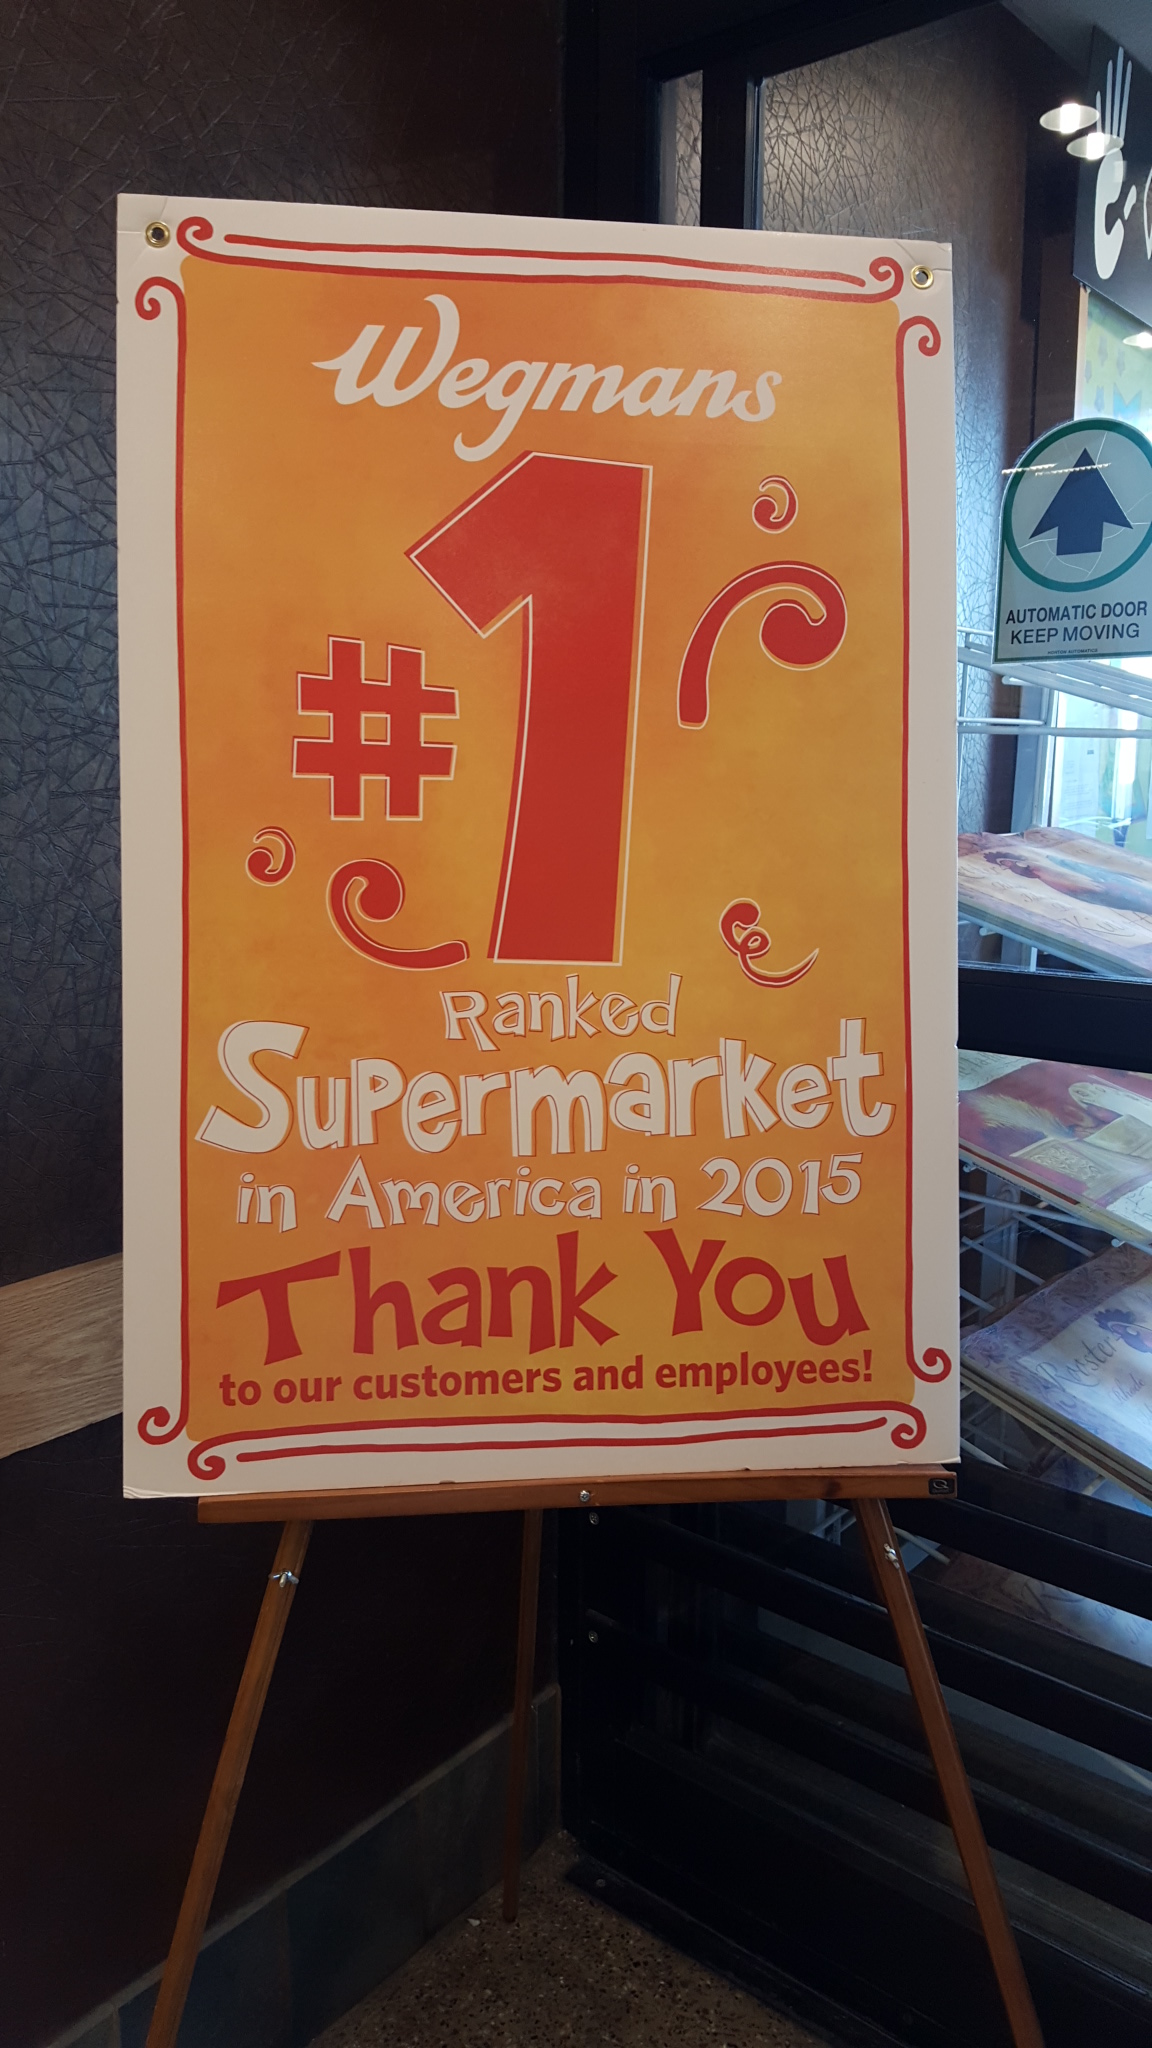 Wegmans
#1
Ranked
Supermarket
in America in 2015
Thank You
to our customers and employees!
AUTOMATIC DOOR
KEEP MOVING
Rooster